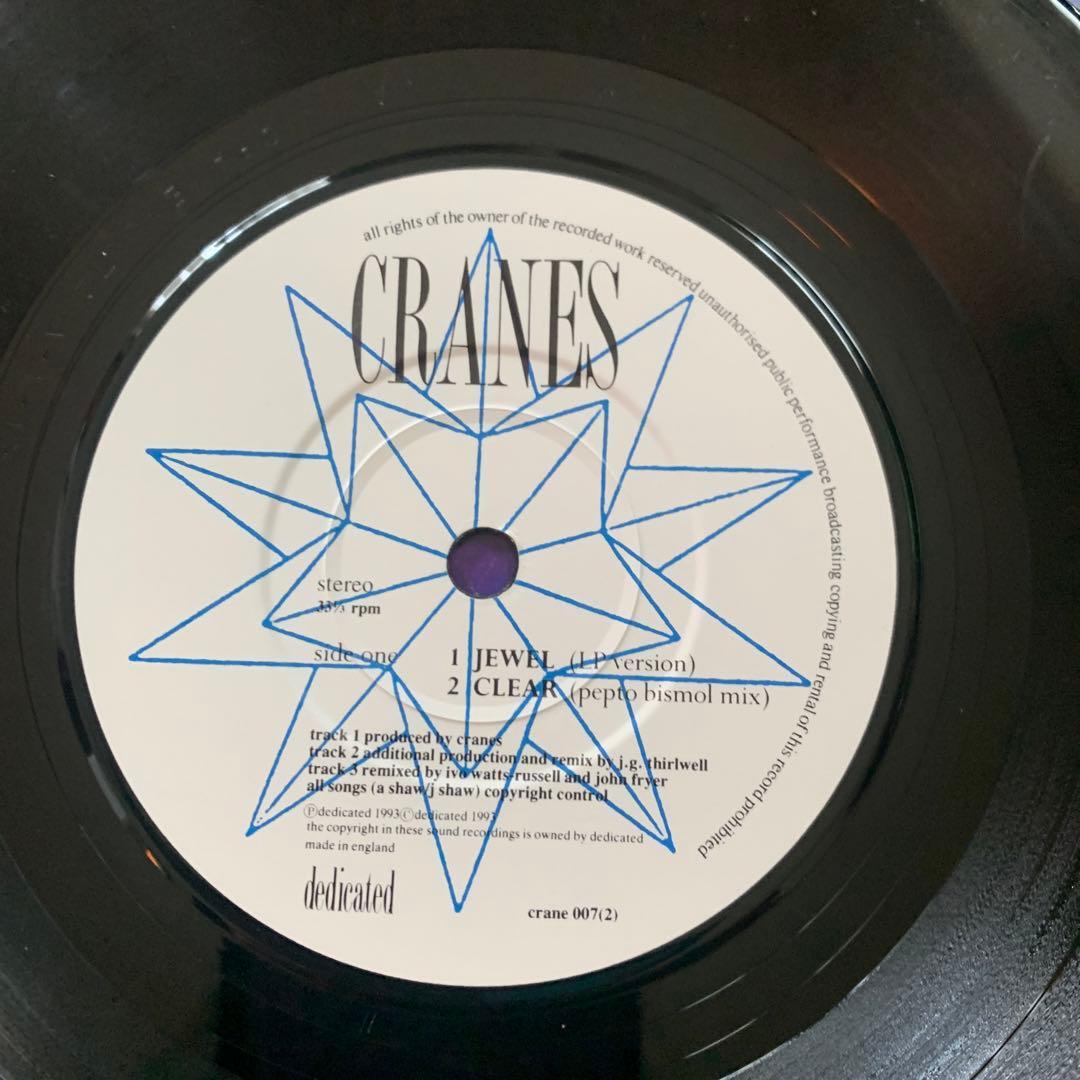 all rights of the owner of the recorded work reserved unauthorised public performance broadcasting copying and rental of this record prohibited
CRANES
stereo
33⅓ rpm
side one
1 JEWEL (LP version)
2 CLEAR (pepto bismol mix)
track 1 produced by cranes
track 2 additional production and remix by j.g. thirlwell
track 3 remixed by ivo watts-russell and john fryer
all songs (a shaw/j shaw) copyright control
Ⓟdedicated 1993Ⓒdedicated 1993
the copyright in these sound recordings is owned by dedicated
made in england
dedicated
crane 007(2)